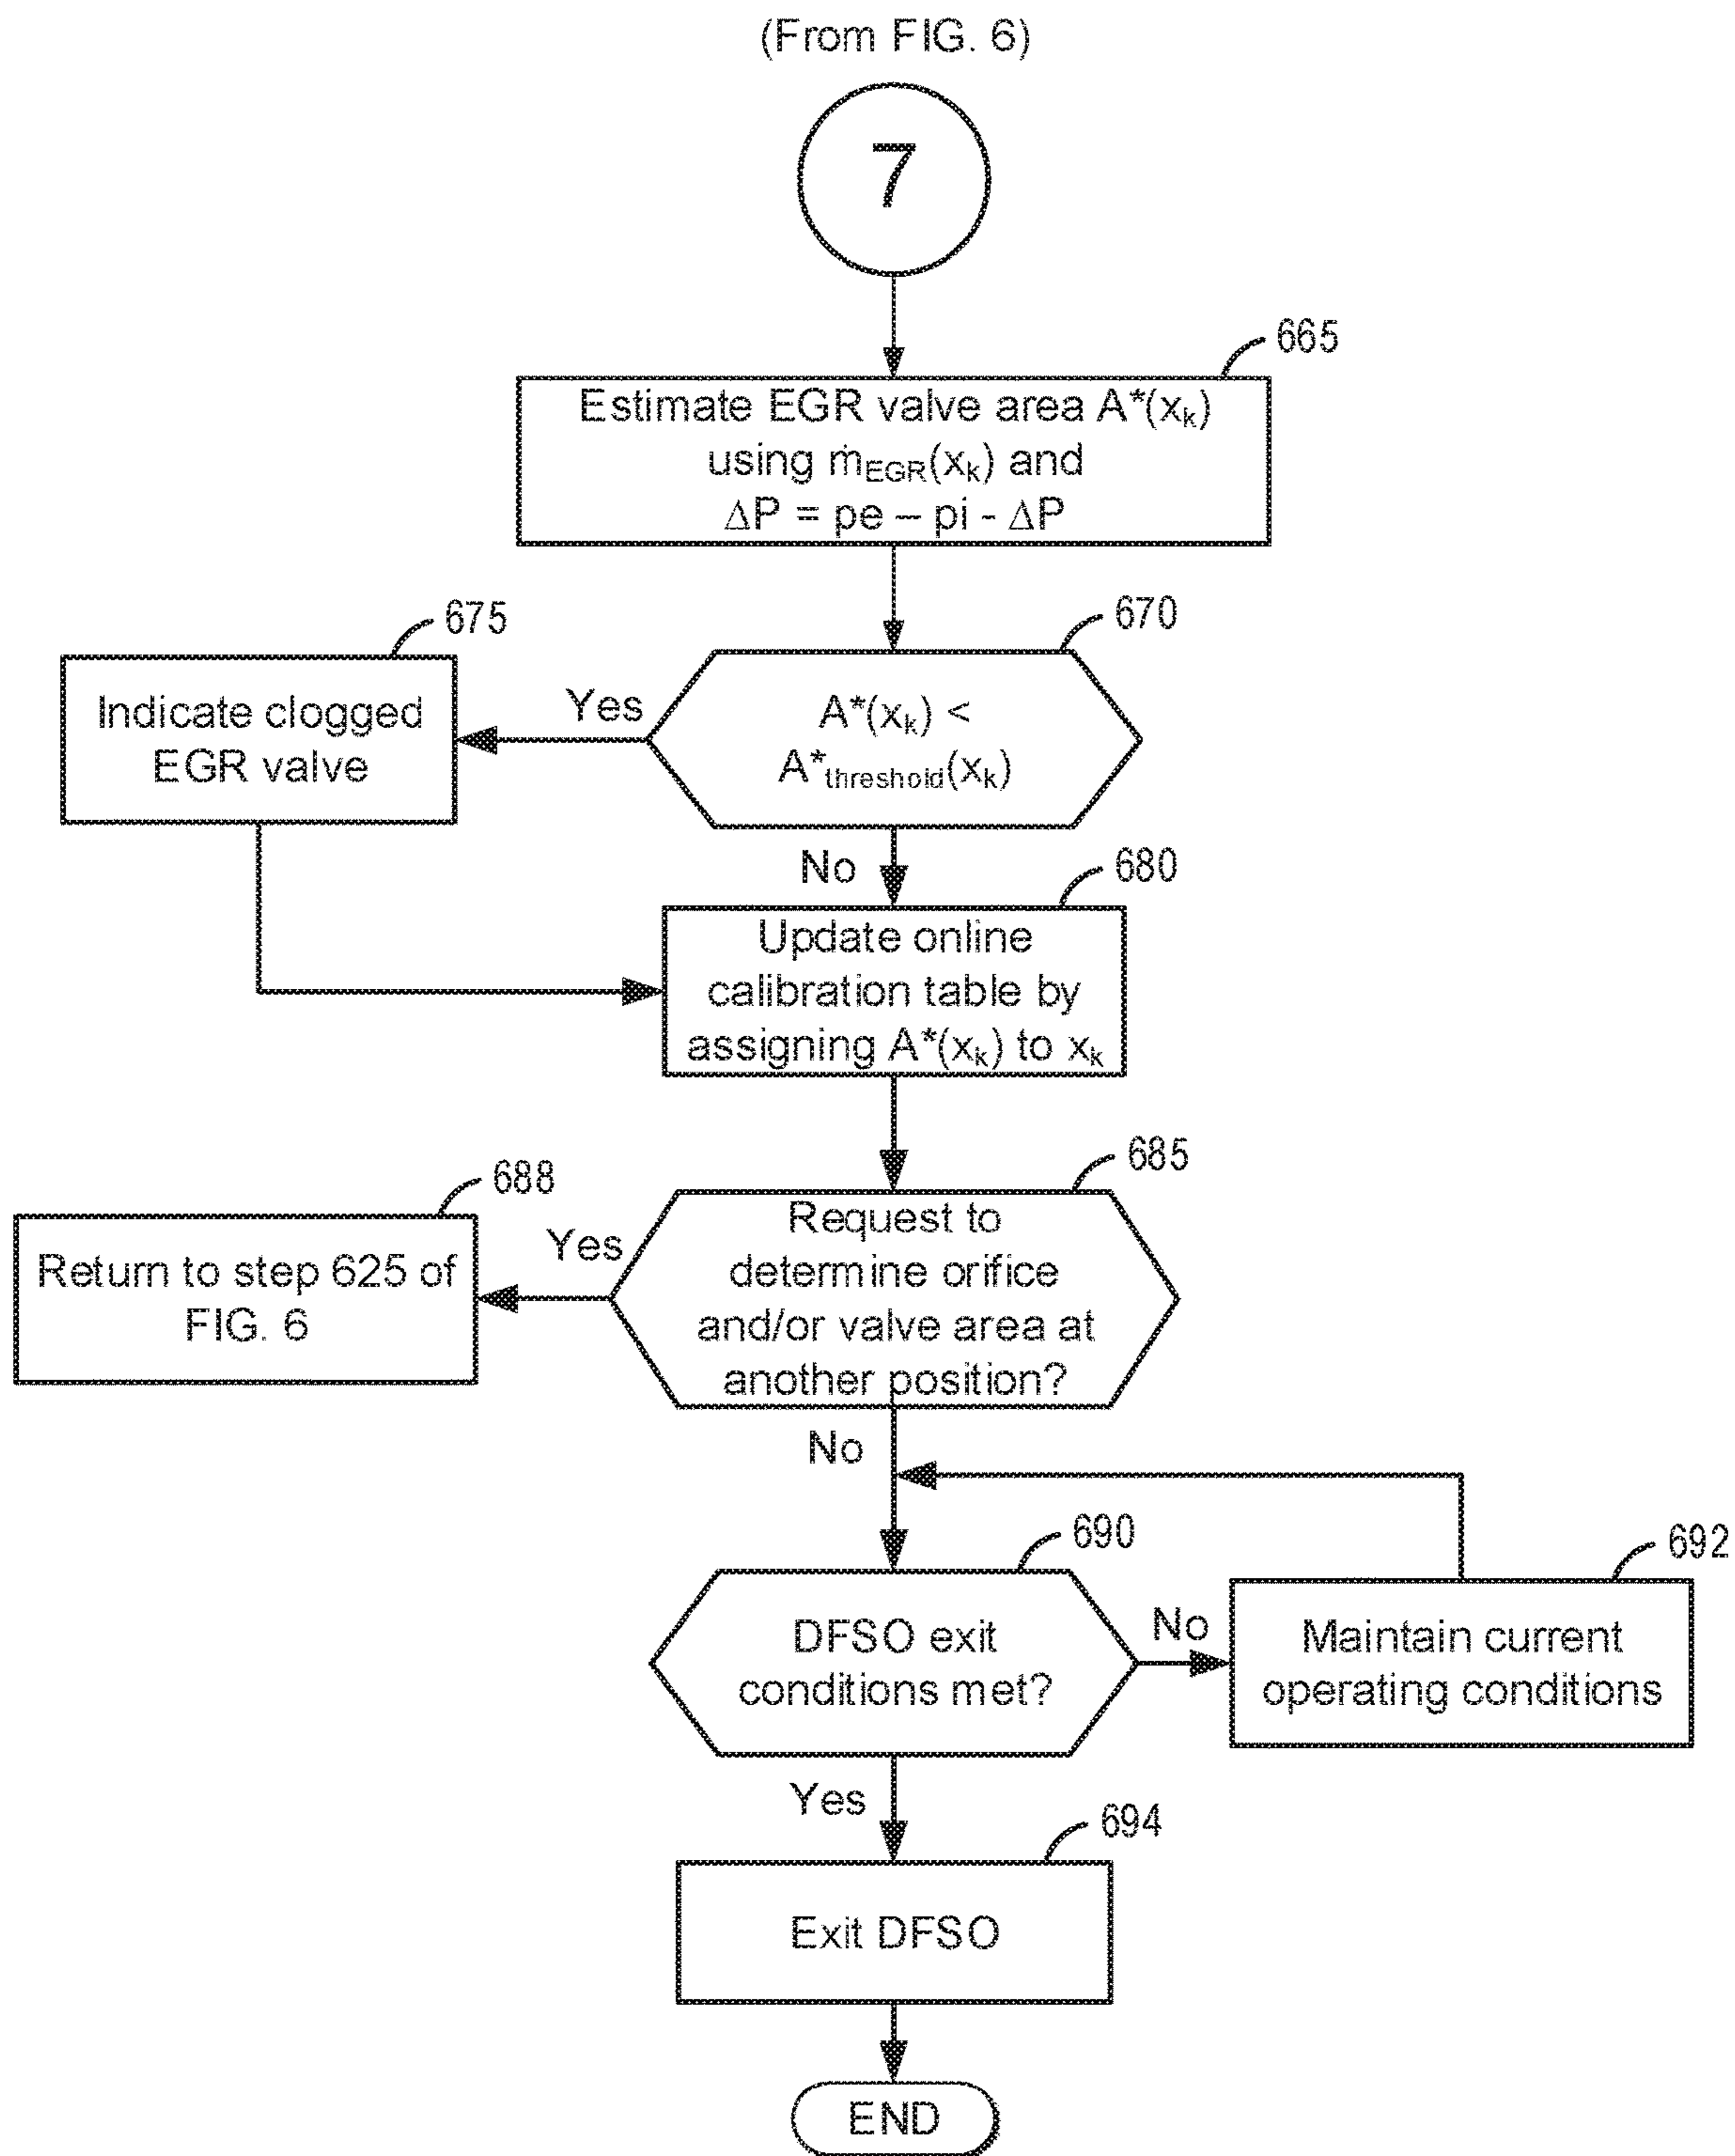 (From FIG. 6)
7
665
Estimate EGR valve area A*(xₖ)
using ṁEGR(xₖ) and
ΔP = pe – pi - ΔP
670
A*(xₖ) <
A*threshold(xₖ)
Yes
675
Indicate clogged
EGR valve
No
680
Update online
calibration table by
assigning A*(xₖ) to xₖ
685
Request to
determine orifice
and/or valve area at
another position?
Yes
688
Return to step 625 of
FIG. 6
No
690
DFSO exit
conditions met?
No
692
Maintain current
operating conditions
Yes
694
Exit DFSO
END